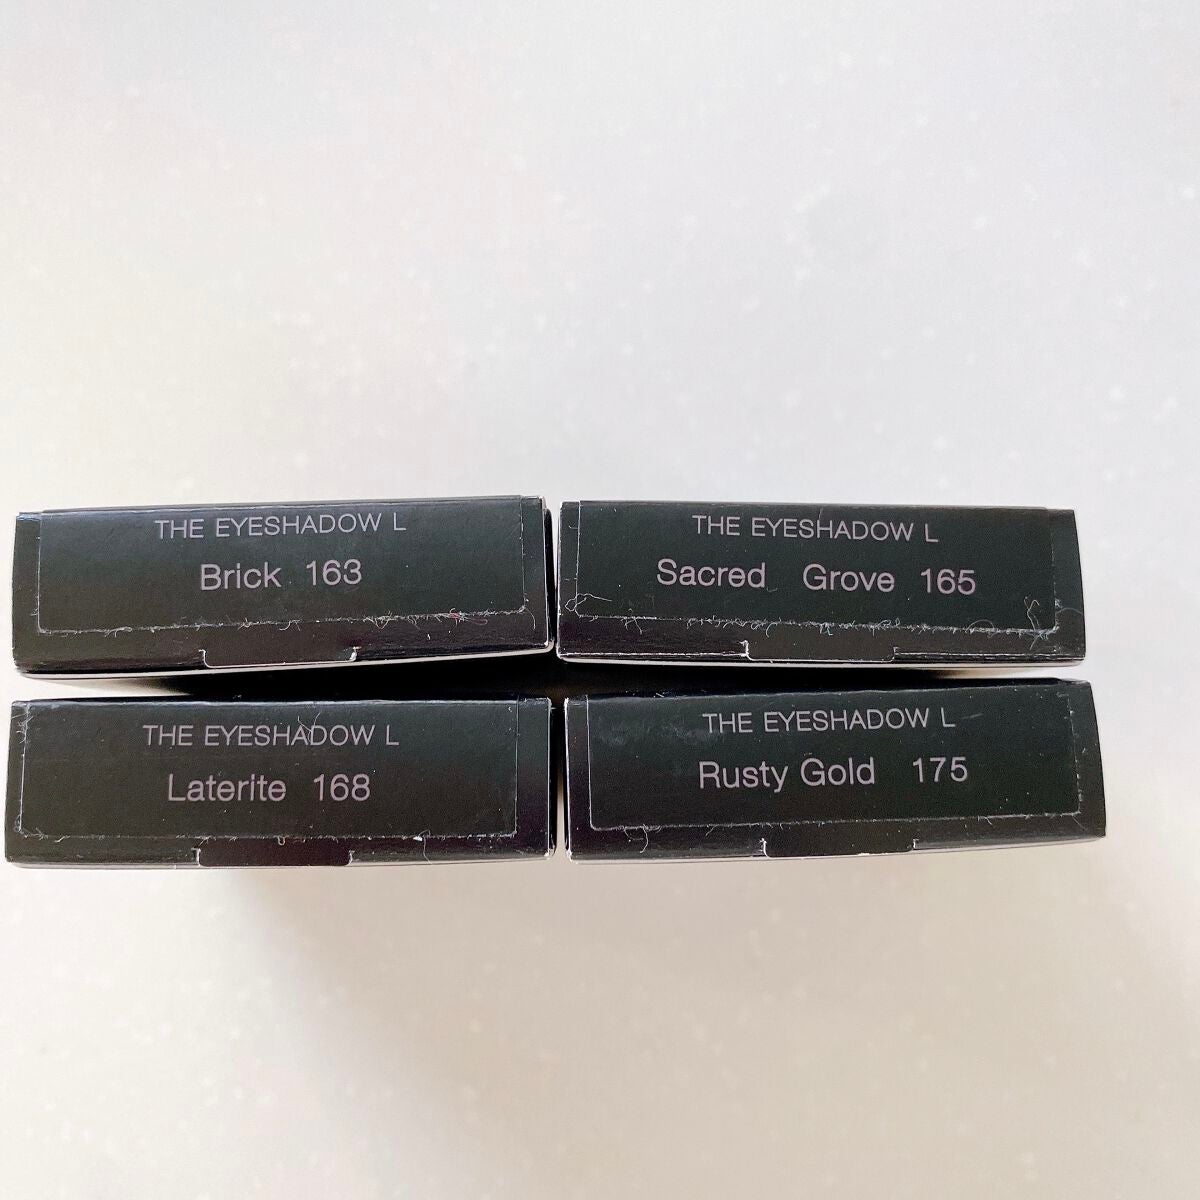 THE EYESHADOW L
Brick 163
THE EYESHADOW L
Sacred Grove 165
THE EYESHADOW L
Laterite 168
THE EYESHADOW L
Rusty Gold 175